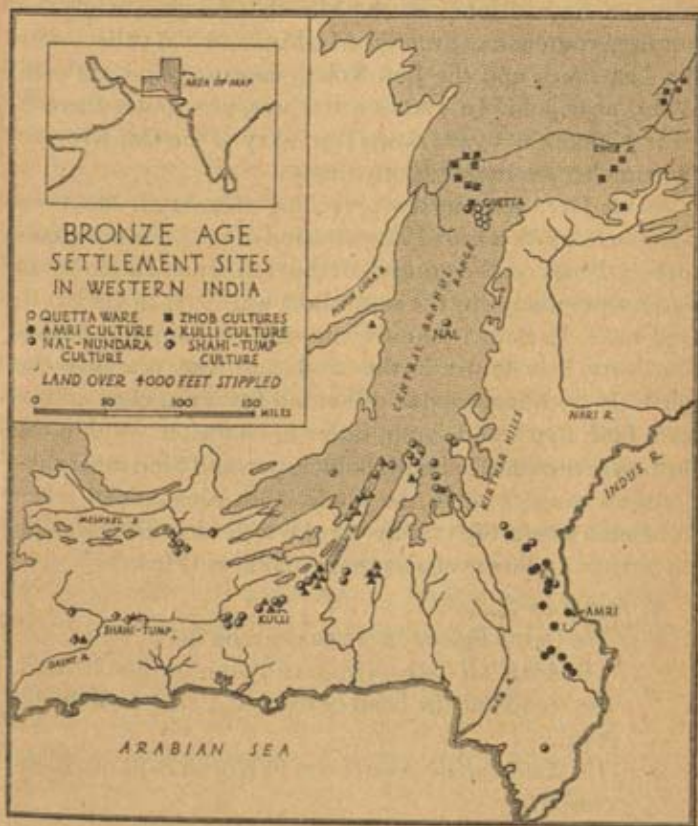 AREA OF MAP
BRONZE AGE
SETTLEMENT SITES
IN WESTERN INDIA
QUETTA WARE
ZHOB CULTURES
AMRI CULTURE
KULLI CULTURE
NAL-NUNDARA CULTURE
SHAHI-TUMP CULTURE
LAND OVER 4000 FEET STIPPLED
0 50 100 150
MILES
ZHOB R.
QUETTA
CENTRAL BRAHUI RANGE
NAL
KIRTHAR HILLS
NARI R.
INDUS R.
AMRI
KULLI
SHAHI-TUMP
DASHT R.
HAB R.
ARABIAN SEA